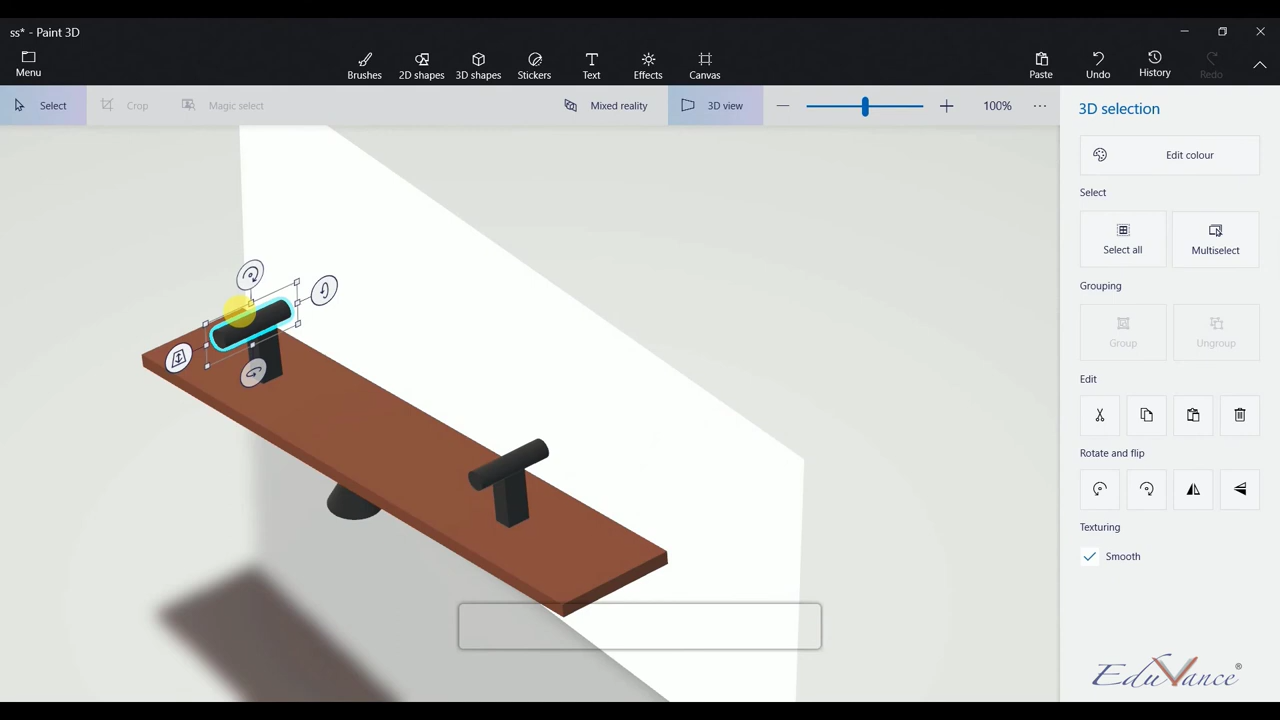 ss* - Paint 3D
Menu
Brushes
2D shapes
3D shapes
Stickers
Text
Effects
Canvas
Paste
Undo
History
Redo
Select
Crop
Magic select
Mixed reality
3D view
100%
3D selection
Edit colour
Select
Select all
Multiselect
Grouping
Group
Ungroup
Edit
Rotate and flip
Texturing
Smooth
EduVance®